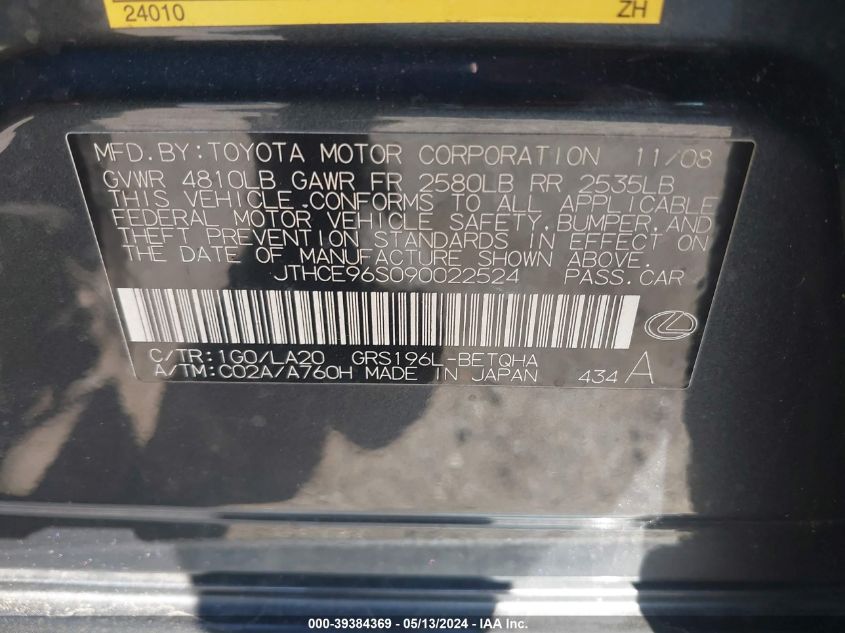 24010 ZH
MFD.BY:TOYOTA MOTOR CORPORATION 11/08
GVWR 4810LB GAWR FR 2580LB RR 2535LB
THIS VEHICLE CONFORMS TO ALL APPLICABLE
FEDERAL MOTOR VEHICLE SAFETY,BUMPER,AND
THEFT PREVENTION STANDARDS IN EFFECT ON
THE DATE OF MANUFACTURE SHOWN ABOVE.
JTHCE96S090022524 PASS.CAR
C/TR:1G0/LA20 GRS196L-BETQHA
A/TM:C02A/A760H MADE IN JAPAN 434A
000-39384369 - 05/13/2024 - IAA Inc.